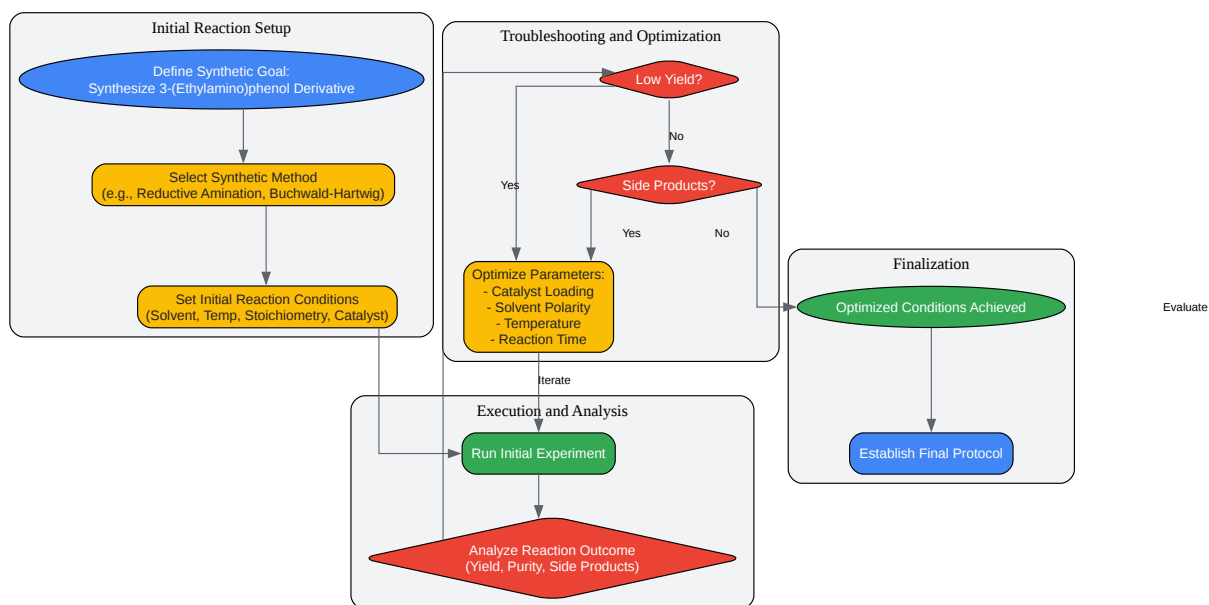 Initial Reaction Setup
Define Synthetic Goal:
Synthesize 3-(Ethylamino)phenol Derivative
Select Synthetic Method
(e.g., Reductive Amination, Buchwald-Hartwig)
Set Initial Reaction Conditions
(Solvent, Temp, Stoichiometry, Catalyst)
Troubleshooting and Optimization
Low Yield?
No
Yes
Side Products?
Yes
No
Optimize Parameters:
- Catalyst Loading
- Solvent Polarity
- Temperature
- Reaction Time
Iterate
Execution and Analysis
Run Initial Experiment
Analyze Reaction Outcome
(Yield, Purity, Side Products)
Finalization
Optimized Conditions Achieved
Establish Final Protocol
Evaluate